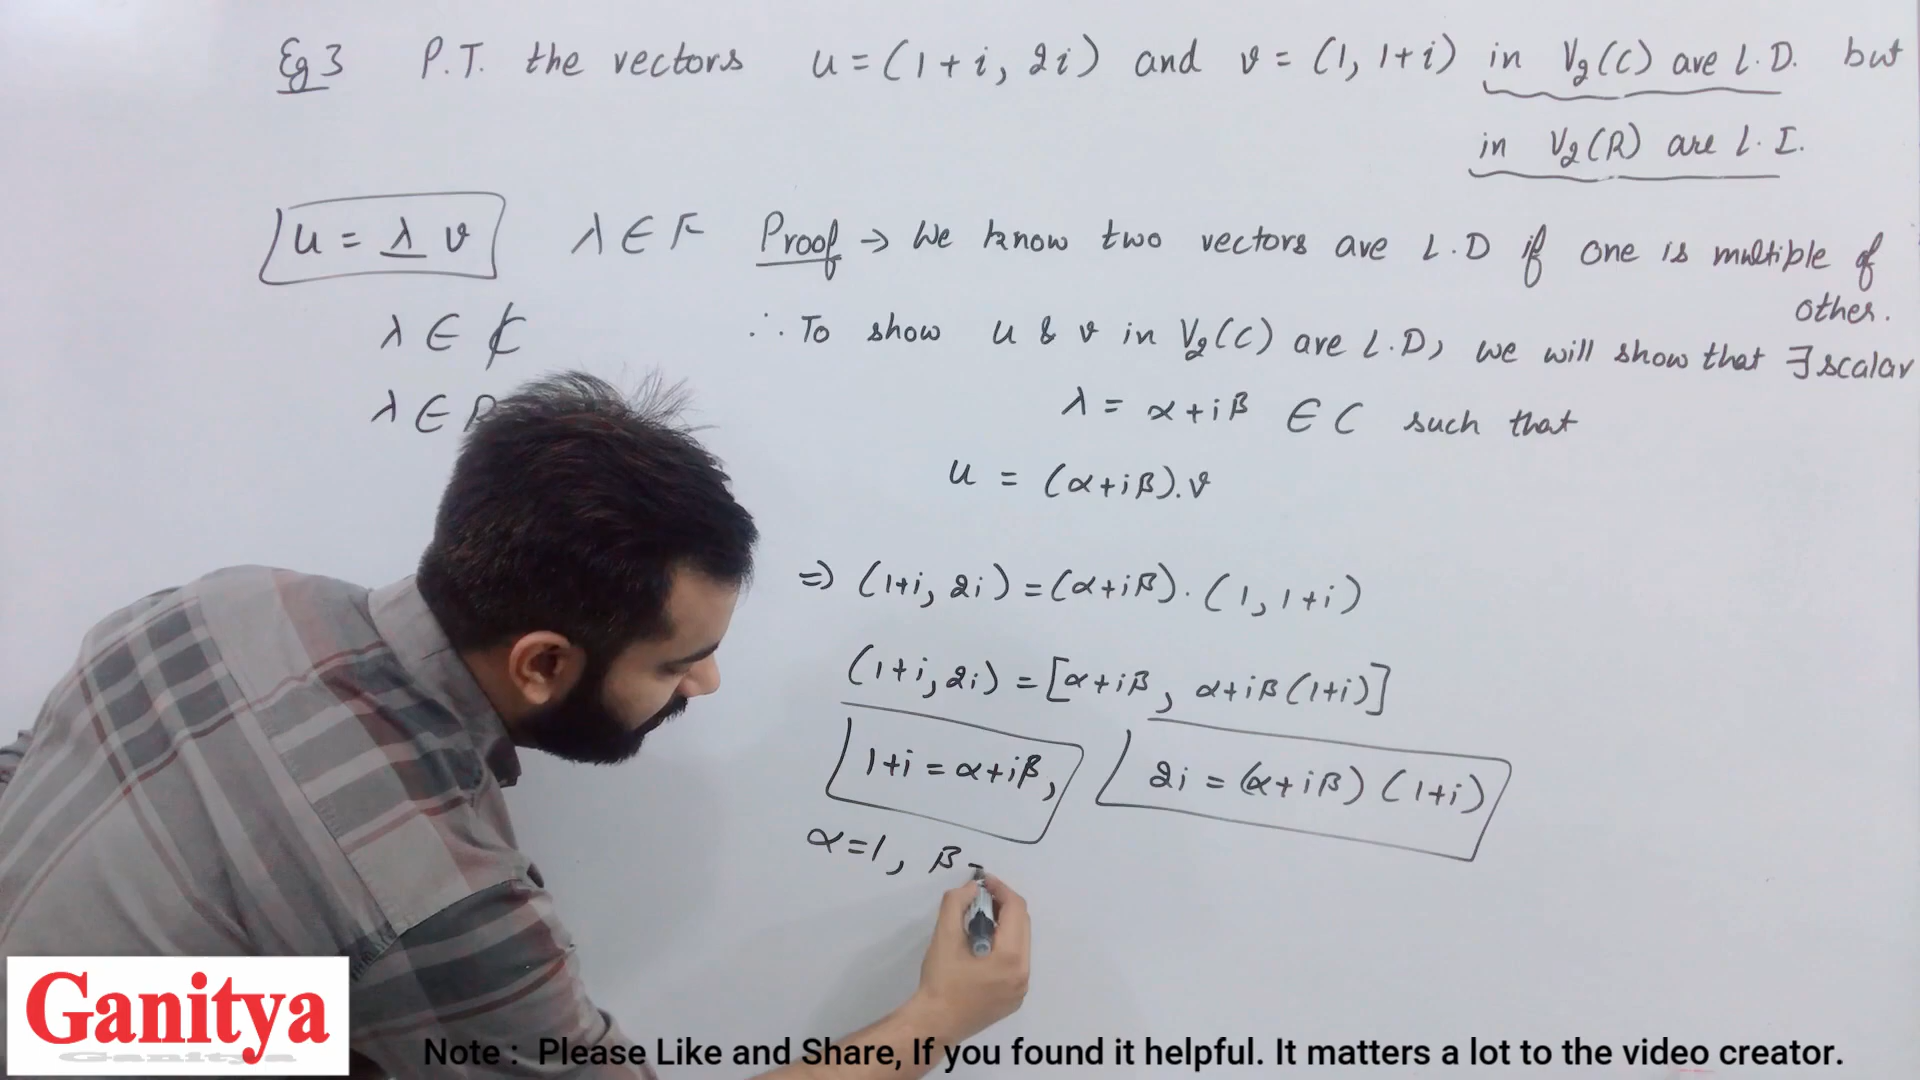 Eg 3 P.T. the vectors u = (1+i, 2i) and v = (1, 1+i) in V₂(C) are L.D. but
in V₂(R) are L.I.
u = λ v λ ∈ F Proof → We know two vectors are L.D if one is multiple of
other.
λ ∈ ₵ ∴ To show u & v in V₂(C) are L.D, we will show that ∃ scalar
λ ∈ λ = α+iβ ∈ C such that
u = (α+iβ).v
⇒ (1+i, 2i) = (α+iβ). (1, 1+i)
(1+i, 2i) = [α+iβ, α+iβ(1+i)]
1+i = α+iβ, 2i = (α+iβ) (1+i)
α=1, β-
Ganitya
Note : Please Like and Share, If you found it helpful. It matters a lot to the video creator.